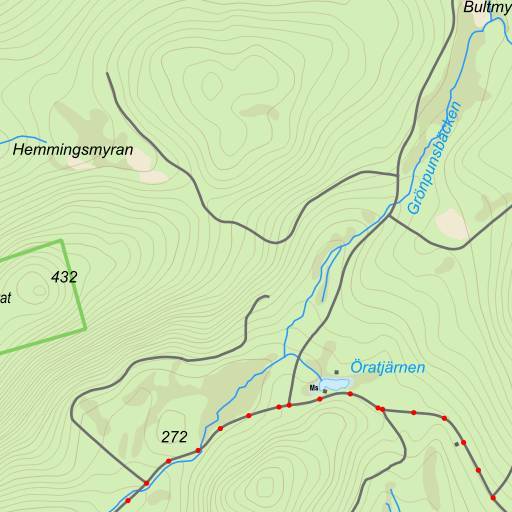 Bultmy
Grönpunsbäcken
Hemmingsmyran
432
at
Öratjärnen
Ms
272